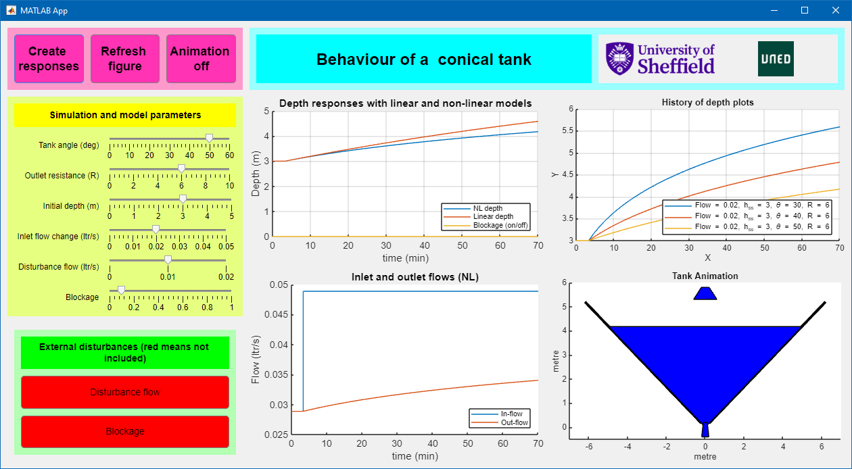 MATLAB App
Create
responses
Refresh
figure
Animation
off
Behaviour of a conical tank
University of
Sheffield
UNED
Simulation and model parameters
Tank angle (deg)
0 10 20 30 40 50 60
Outlet resistance (R)
0 2 4 6 8 10
Initial depth (m)
0 1 2 3 4 5
Inlet flow change (ltr/s)
0 0.01 0.02 0.03 0.04 0.05
Disturbance flow (ltr/s)
0 0.01 0.02
Blockage
0 0.2 0.4 0.6 0.8 1
External disturbances (red means not
included)
Disturbance flow
Blockage
Depth responses with linear and non-linear models
Depth (m)
5
4
3
2
1
0
NL depth
Linear depth
Blockage (on/off)
0 10 20 30 40 50 60 70
time (min)
History of depth plots
Y
6
5.5
5
4.5
4
3.5
3
Flow = 0.02, hss = 3, θ = 30, R = 6
Flow = 0.02, hss = 3, θ = 40, R = 6
Flow = 0.02, hss = 3, θ = 50, R = 6
0 10 20 30 40 50 60 70
X
Inlet and outlet flows (NL)
Flow (ltr/s)
0.05
0.045
0.04
0.035
0.03
0.025
In-flow
Out-flow
0 10 20 30 40 50 60 70
time (min)
Tank Animation
metre
6
5
4
3
2
1
0
-6 -4 -2 0 2 4 6
metre